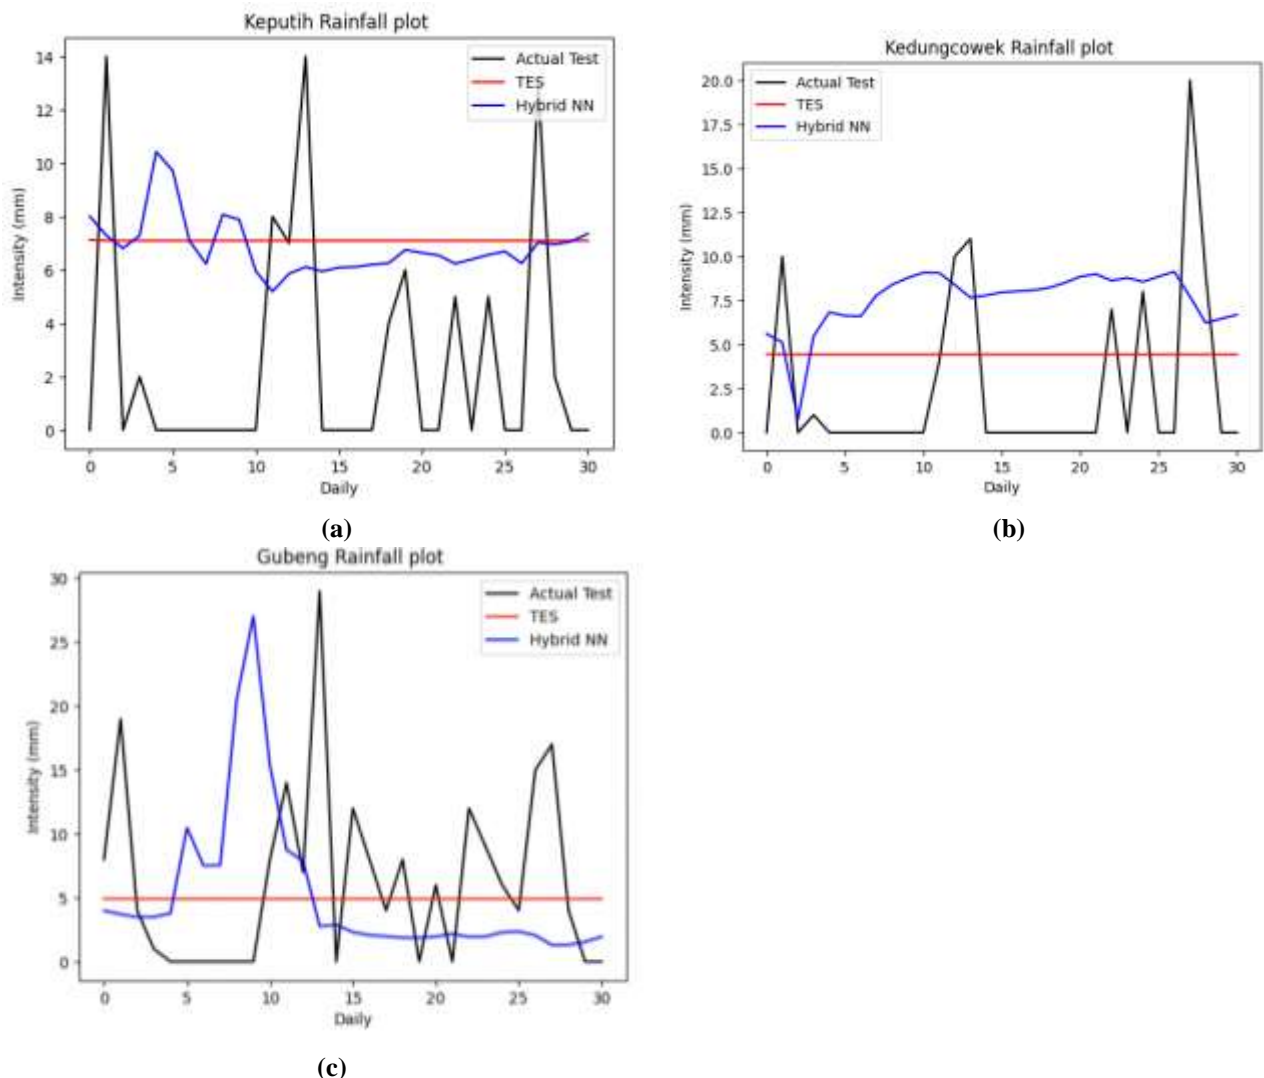 Keputih Rainfall plot
14
12
10
8
6
4
2
0
Intensity (mm)
Actual Test
TES
Hybrid NN
0 5 10 15 20 25 30
Daily
(a)
Kedungcowek Rainfall plot
20.0
17.5
15.0
12.5
10.0
7.5
5.0
2.5
0.0
Intensity (mm)
Actual Test
TES
Hybrid NN
0 5 10 15 20 25 30
Daily
(b)
Gubeng Rainfall plot
30
25
20
15
10
5
0
Intensity (mm)
Actual Test
TES
Hybrid NN
0 5 10 15 20 25 30
Daily
(c)